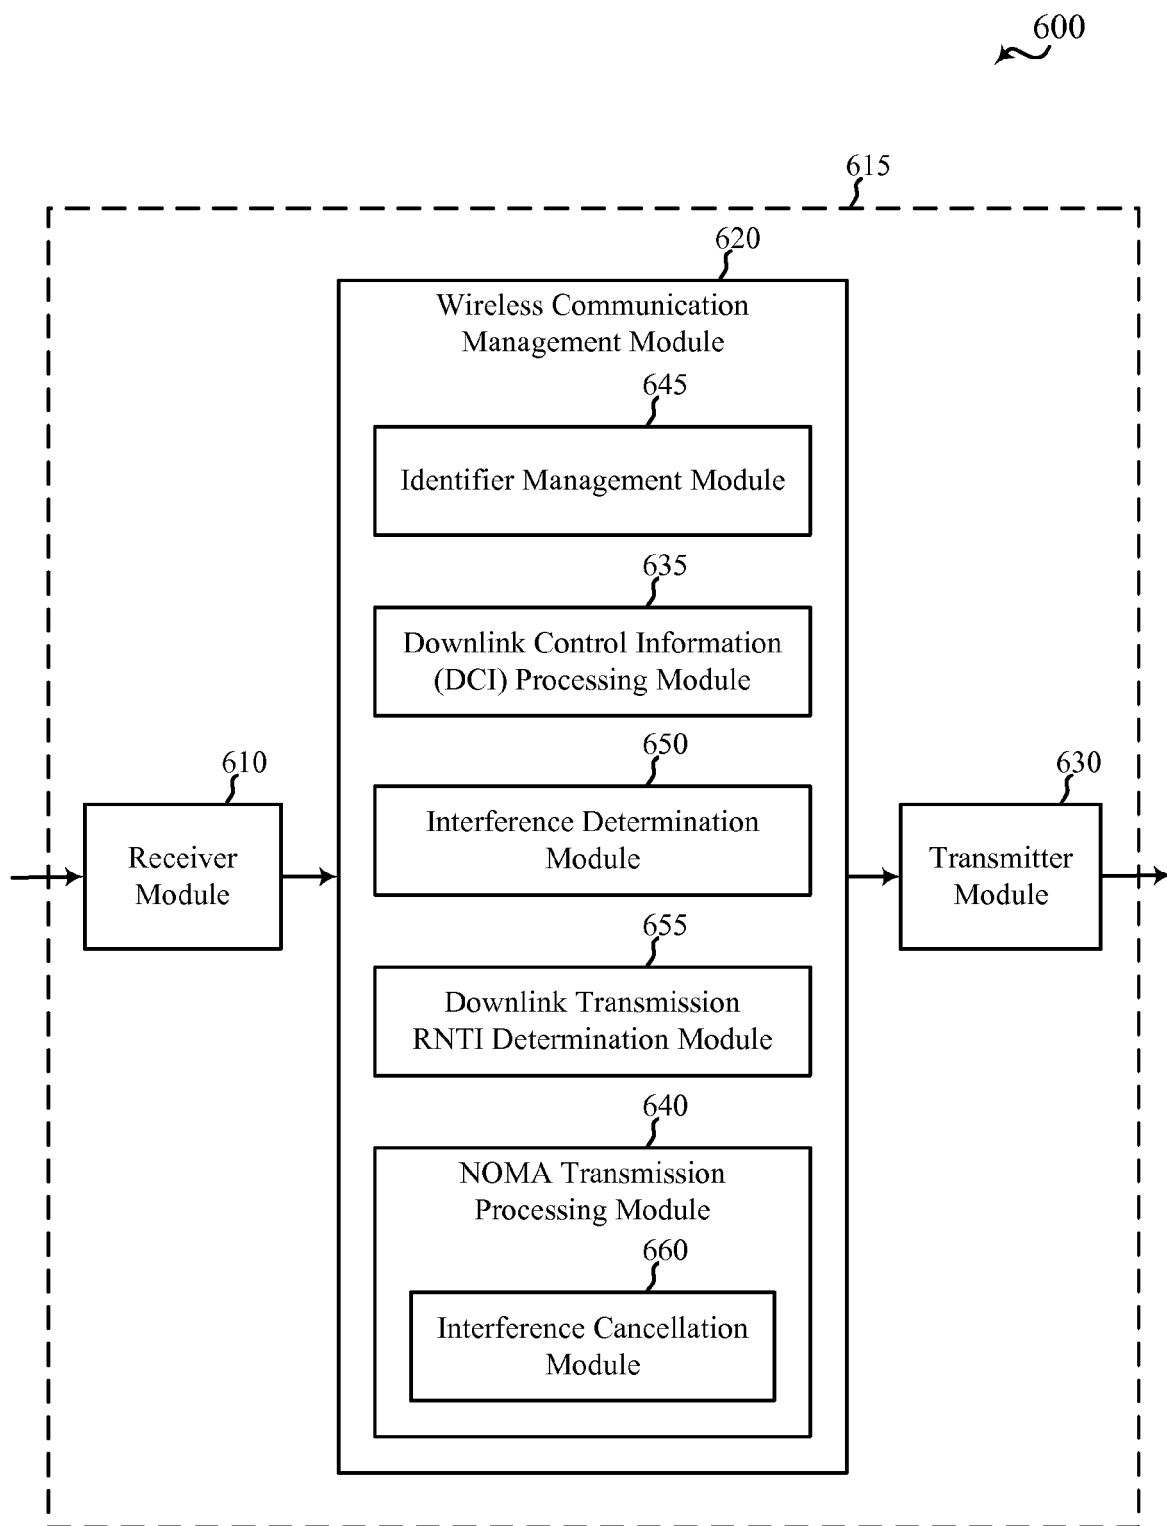 600
615
620
Wireless Communication
Management Module
645
Identifier Management Module
635
Downlink Control Information
(DCI) Processing Module
650
Interference Determination
Module
610
Receiver
Module
630
Transmitter
Module
655
Downlink Transmission
RNTI Determination Module
640
NOMA Transmission
Processing Module
660
Interference Cancellation
Module